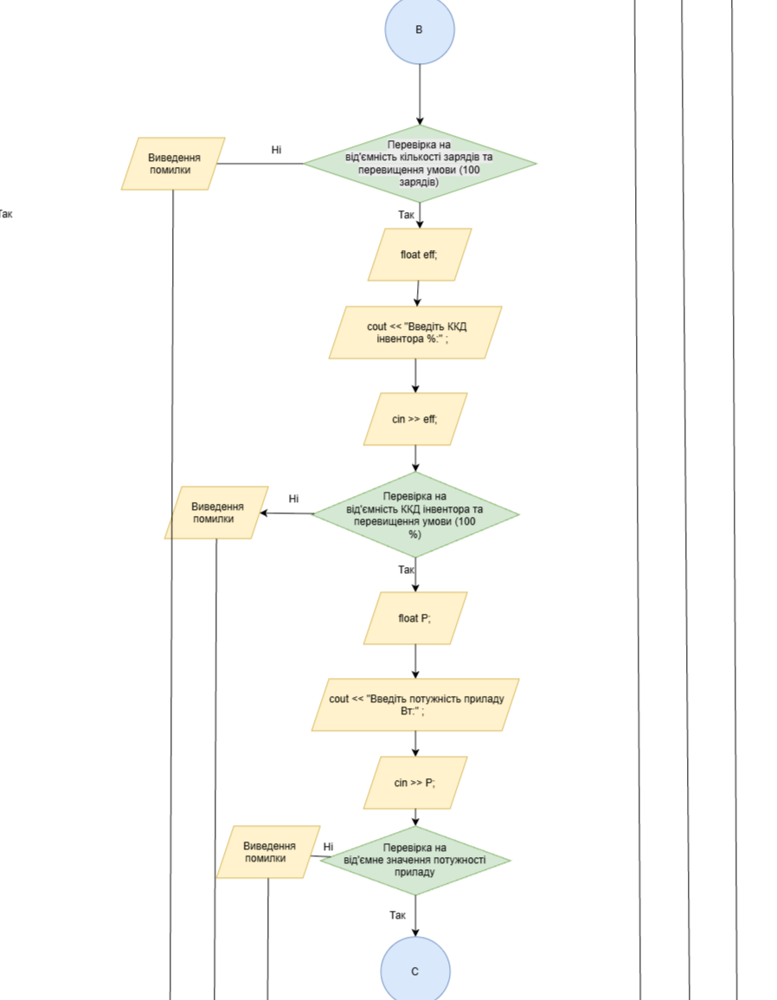 B
Перевірка на
від'ємність кількості зарядів та
перевищення умови (100
зарядів)
Ні
Виведення
помилки
Так
Так
float eff;
cout << "Введіть ККД
інвентора %:" ;
cin >> eff;
Перевірка на
від'ємність ККД інвентора та
перевищення умови (100
%)
Ні
Виведення
помилки
Так
float P;
cout << "Введіть потужність приладу
Вт:" ;
cin >> P;
Перевірка на
від'ємне значення потужності
приладу
Ні
Виведення
помилки
Так
C